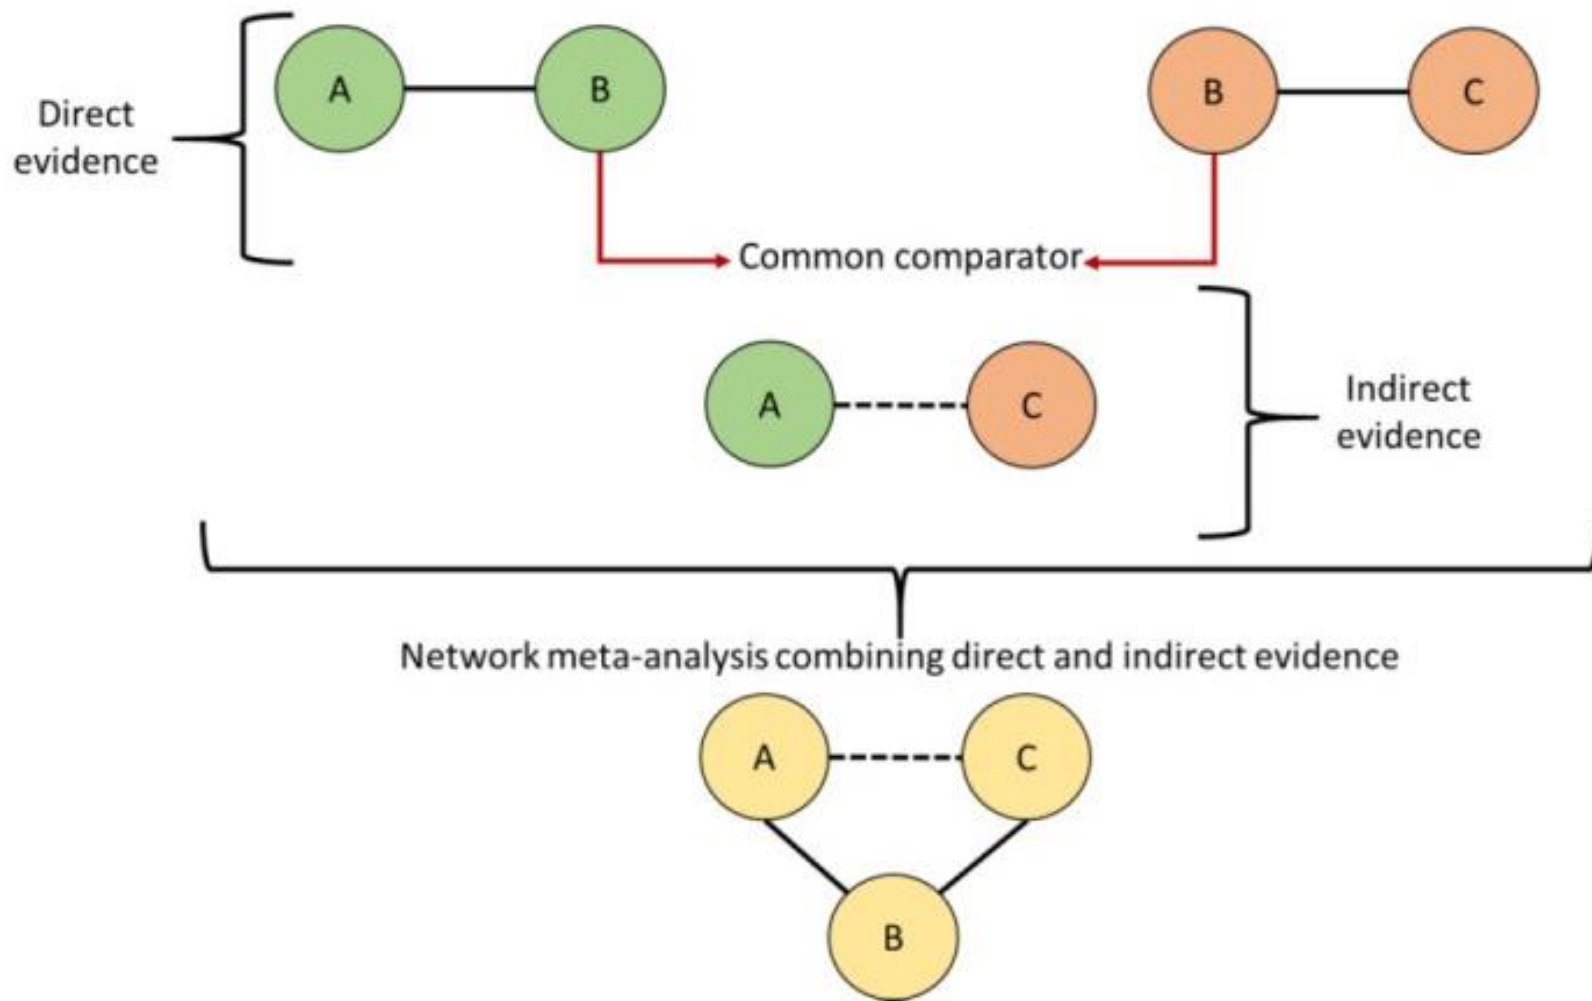 A
B
B
C
Direct
evidence
Common comparator
A
C
Indirect
evidence
Network meta-analysis combining direct and indirect evidence
A
C
B